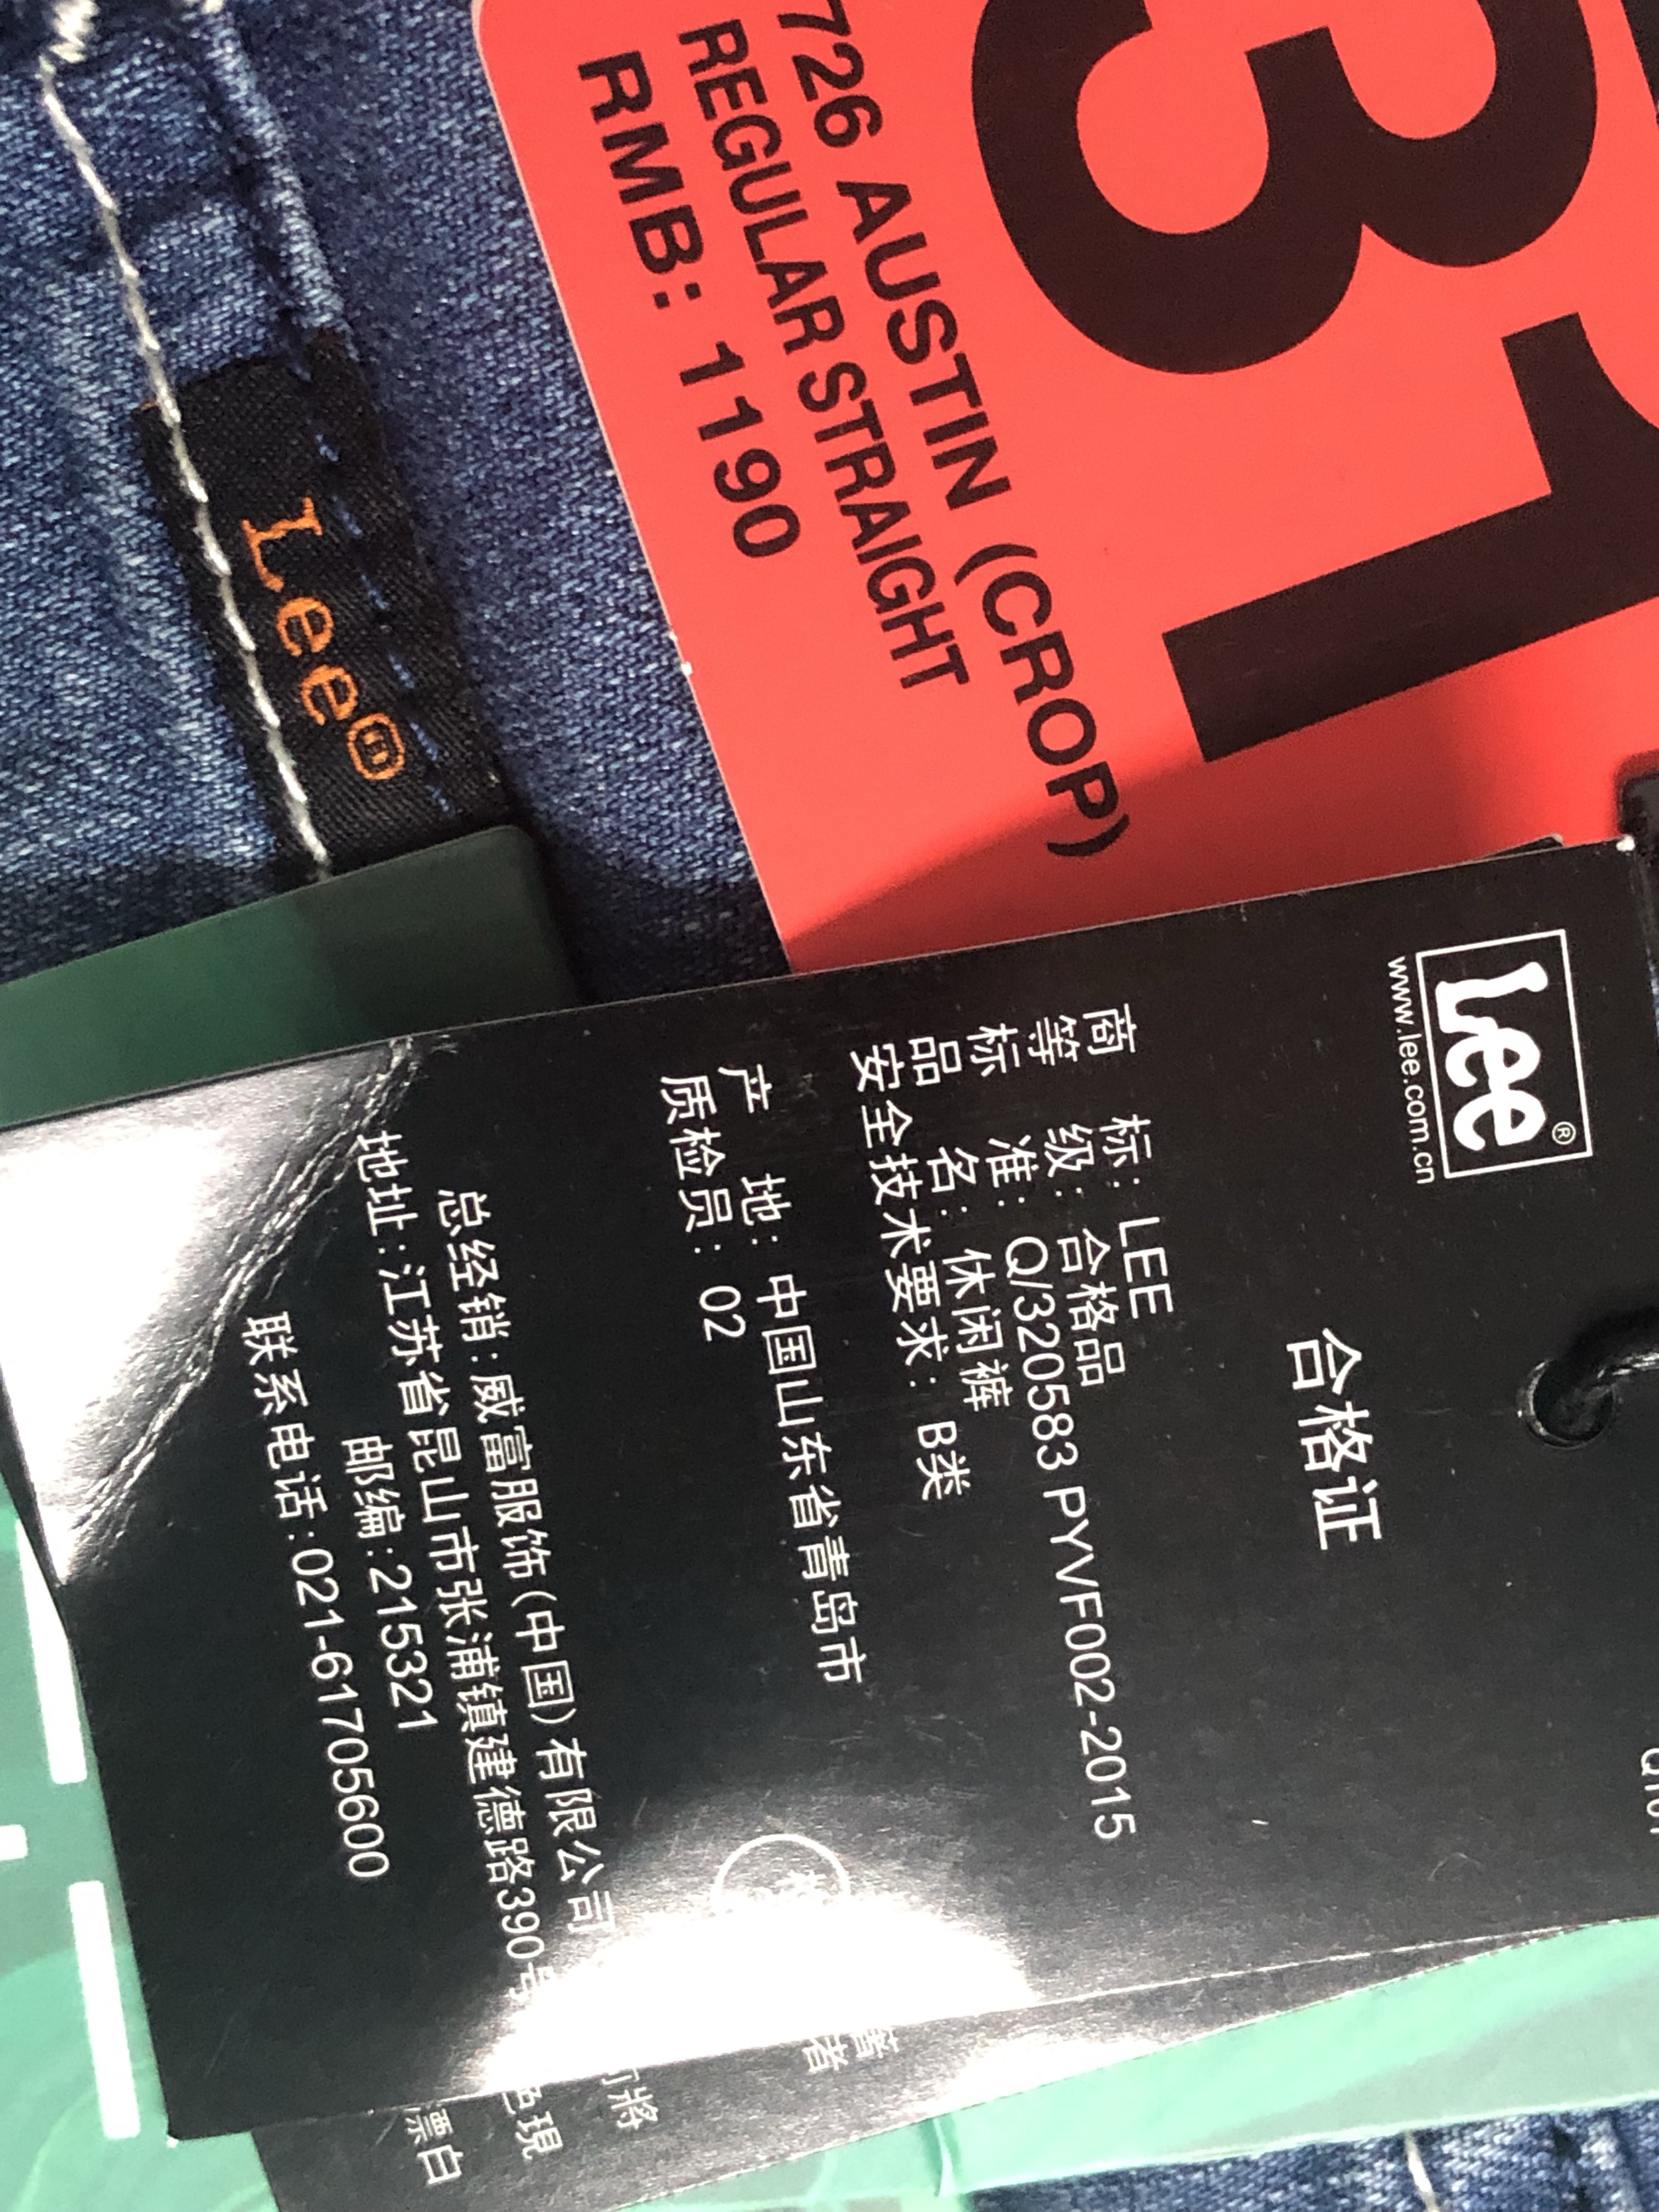 31
726 AUSTIN (CROP)
REGULAR STRAIGHT
RMB: 1190
Lee®
Lee®
www.lee.com.cn
合格证
商 标: LEE
等 级: 合格品
标 准: Q/320583 PYVF002-2015
品 名: 休闲裤
安全技术要求: B类
产 地: 中国山东省青岛市
质检员: 02
总经销:威富服饰(中国)有限公司
地址:江苏省昆山市张浦镇建德路390号
邮编:215321
联系电话:021-61705600
者
將
現
漂白